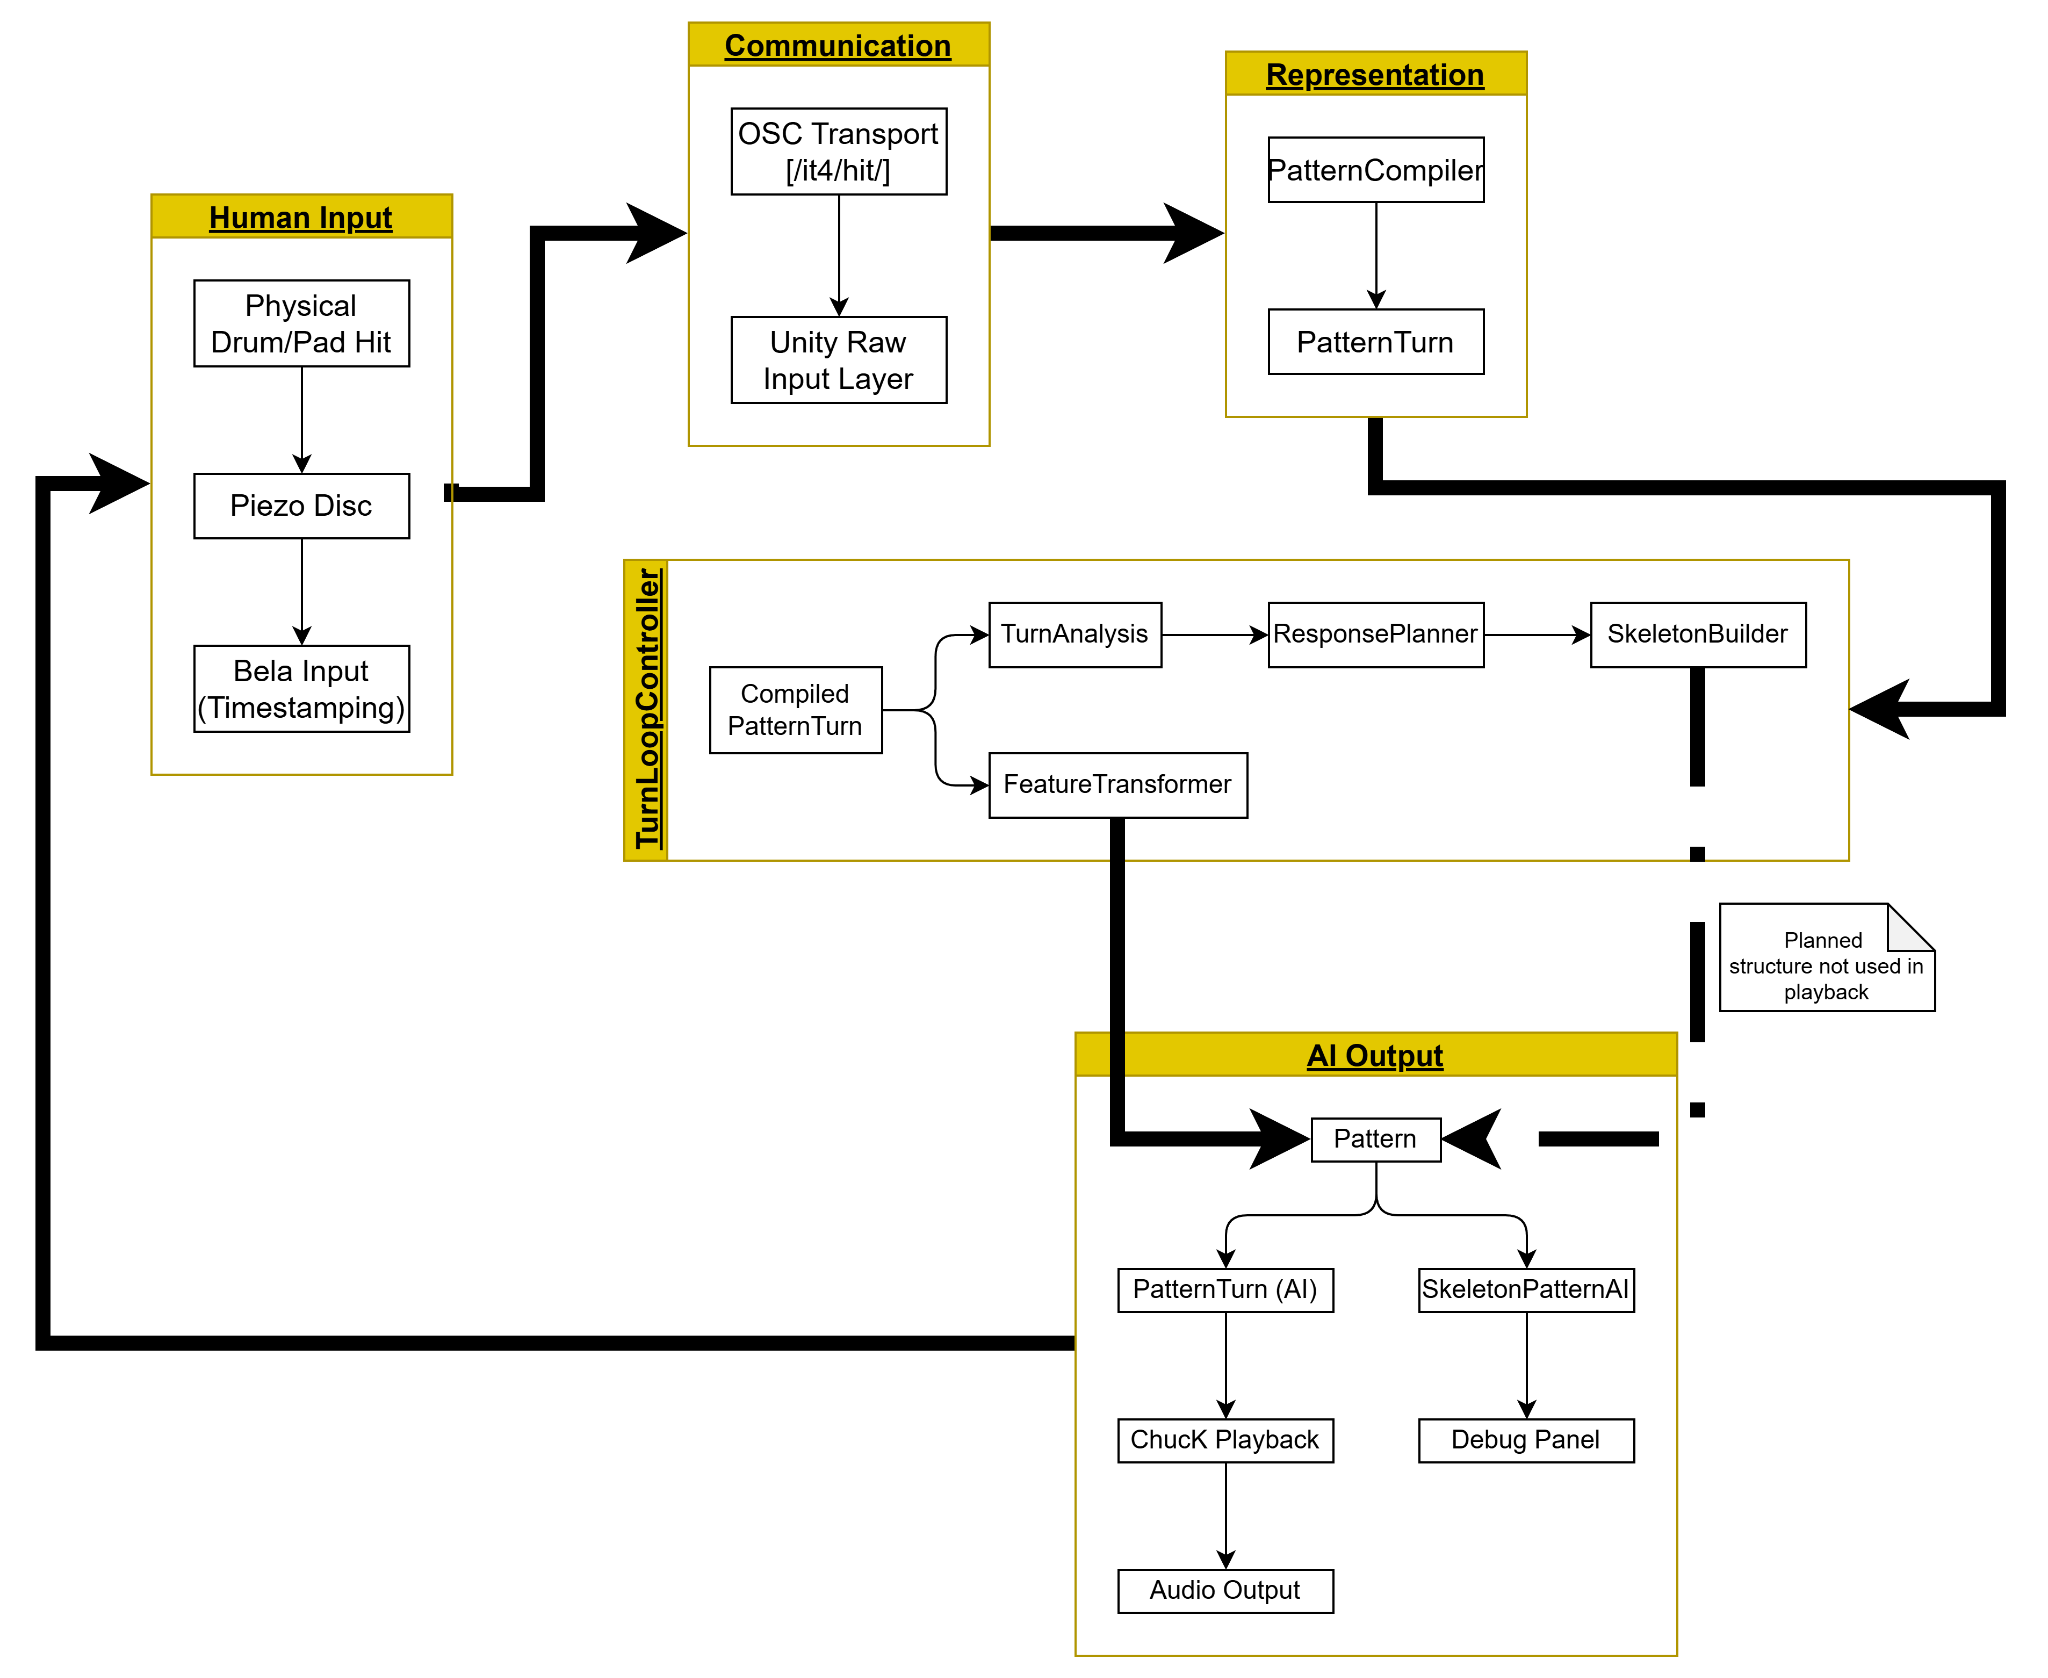 Communication
OSC Transport
[/it4/hit/]
Unity Raw
Input Layer
Representation
PatternCompiler
PatternTurn
Human Input
Physical
Drum/Pad Hit
Piezo Disc
Bela Input
(Timestamping)
TurnLoopController
Compiled
PatternTurn
TurnAnalysis
ResponsePlanner
SkeletonBuilder
FeatureTransformer
Planned
structure not used in
playback
AI Output
Pattern
PatternTurn (AI)
SkeletonPatternAI
ChucK Playback
Debug Panel
Audio Output